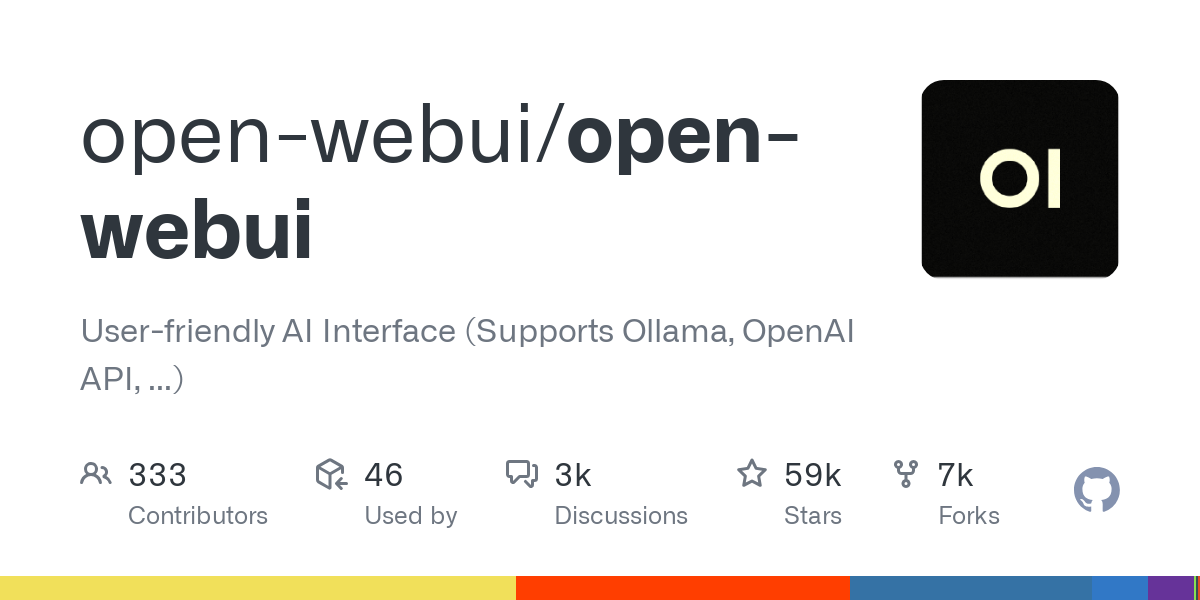 open-webui/open-
webui
OI
User-friendly AI Interface (Supports Ollama, OpenAI
API, ...)
333 46 3k 59k 7k
Contributors Used by Discussions Stars Forks